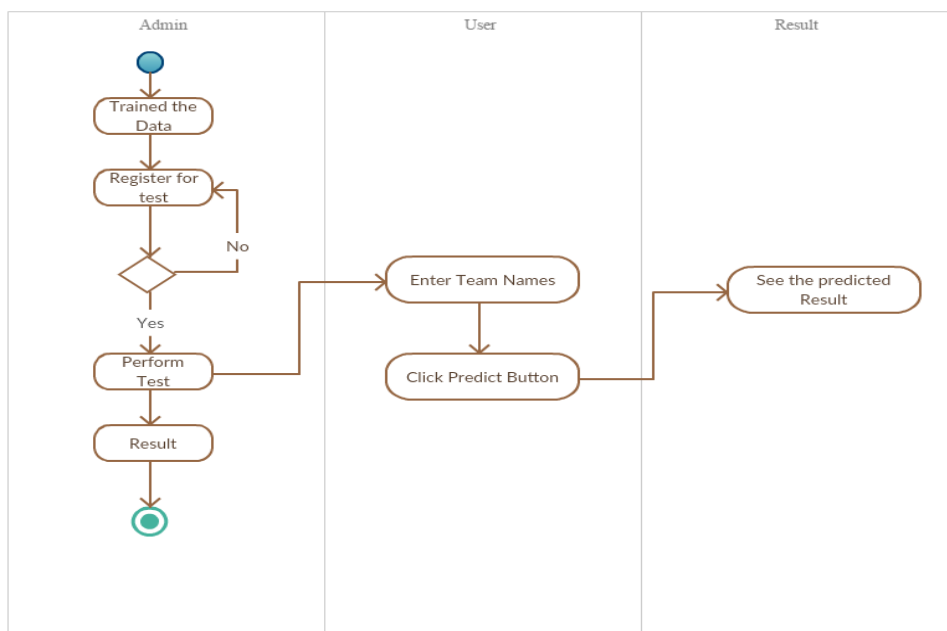 Admin
User
Result
Trained the
Data
Register for
test
No
Yes
Perform
Test
Result
Enter Team Names
Click Predict Button
See the predicted
Result